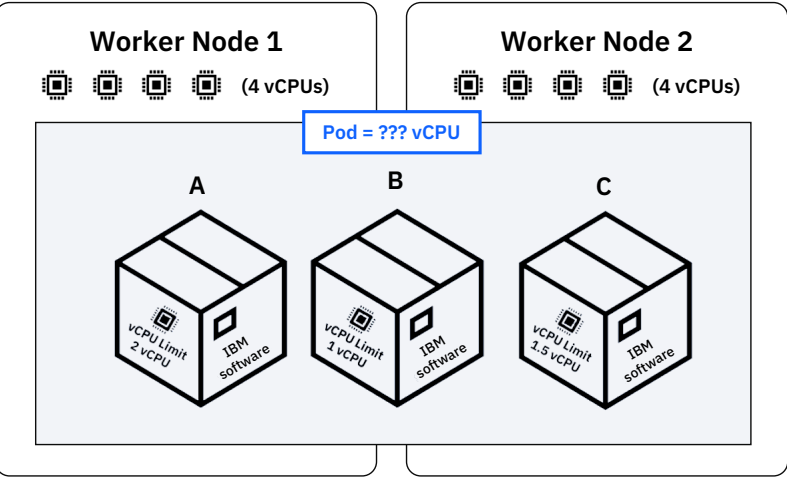 Worker Node 1
(4 vCPUs)
Worker Node 2
(4 vCPUs)
Pod = ??? vCPU
A
vCPU Limit
2 vCPU
IBM
software
B
vCPU Limit
1 vCPU
IBM
software
C
vCPU Limit
1.5 vCPU
IBM
software